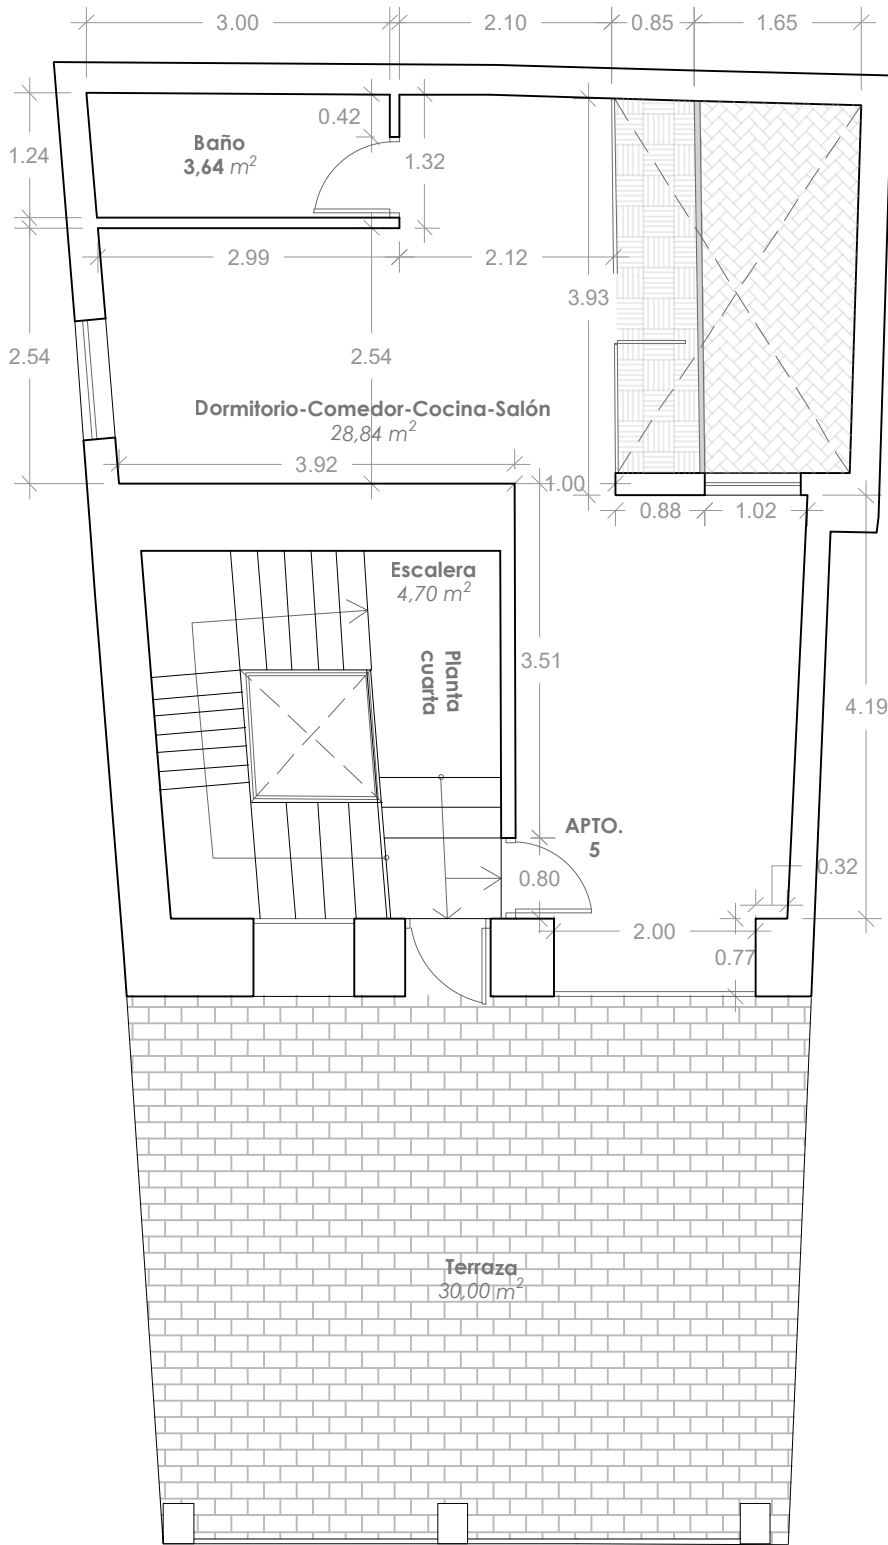 3.00
2.10
0.85
1.65
0.42
1.24
Baño
3,64 m²
1.32
2.99
2.12
3.93
2.54
2.54
Dormitorio-Comedor-Cocina-Salón
28,84 m²
3.92
1.00
0.88
1.02
Escalera
4,70 m²
Planta
cuarta
3.51
4.19
APTO.
5
0.32
0.80
2.00
0.77
Terraza
30,00 m²